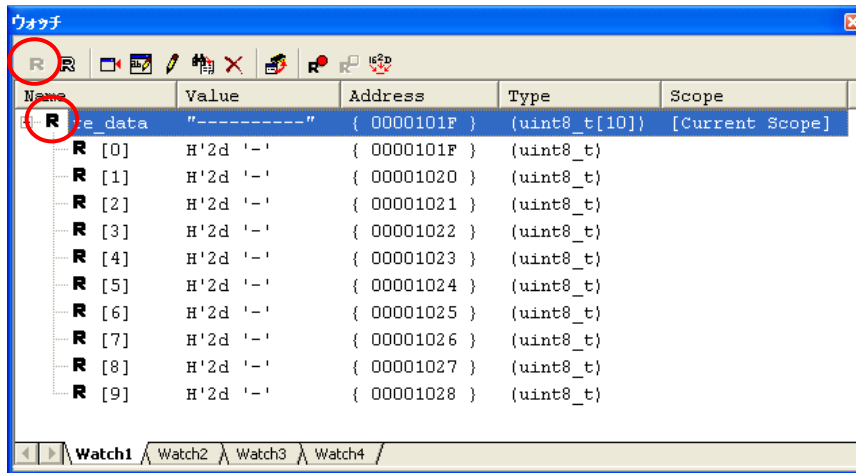 ウォッチ
R R R 16 2 D
Name Value Address Type Scope
R re_data "----------" { 0000101F } (uint8_t[10]) [Current Scope]
R [0] H'2d '-' { 0000101F } (uint8_t)
R [1] H'2d '-' { 00001020 } (uint8_t)
R [2] H'2d '-' { 00001021 } (uint8_t)
R [3] H'2d '-' { 00001022 } (uint8_t)
R [4] H'2d '-' { 00001023 } (uint8_t)
R [5] H'2d '-' { 00001024 } (uint8_t)
R [6] H'2d '-' { 00001025 } (uint8_t)
R [7] H'2d '-' { 00001026 } (uint8_t)
R [8] H'2d '-' { 00001027 } (uint8_t)
R [9] H'2d '-' { 00001028 } (uint8_t)
Watch1 Watch2 Watch3 Watch4